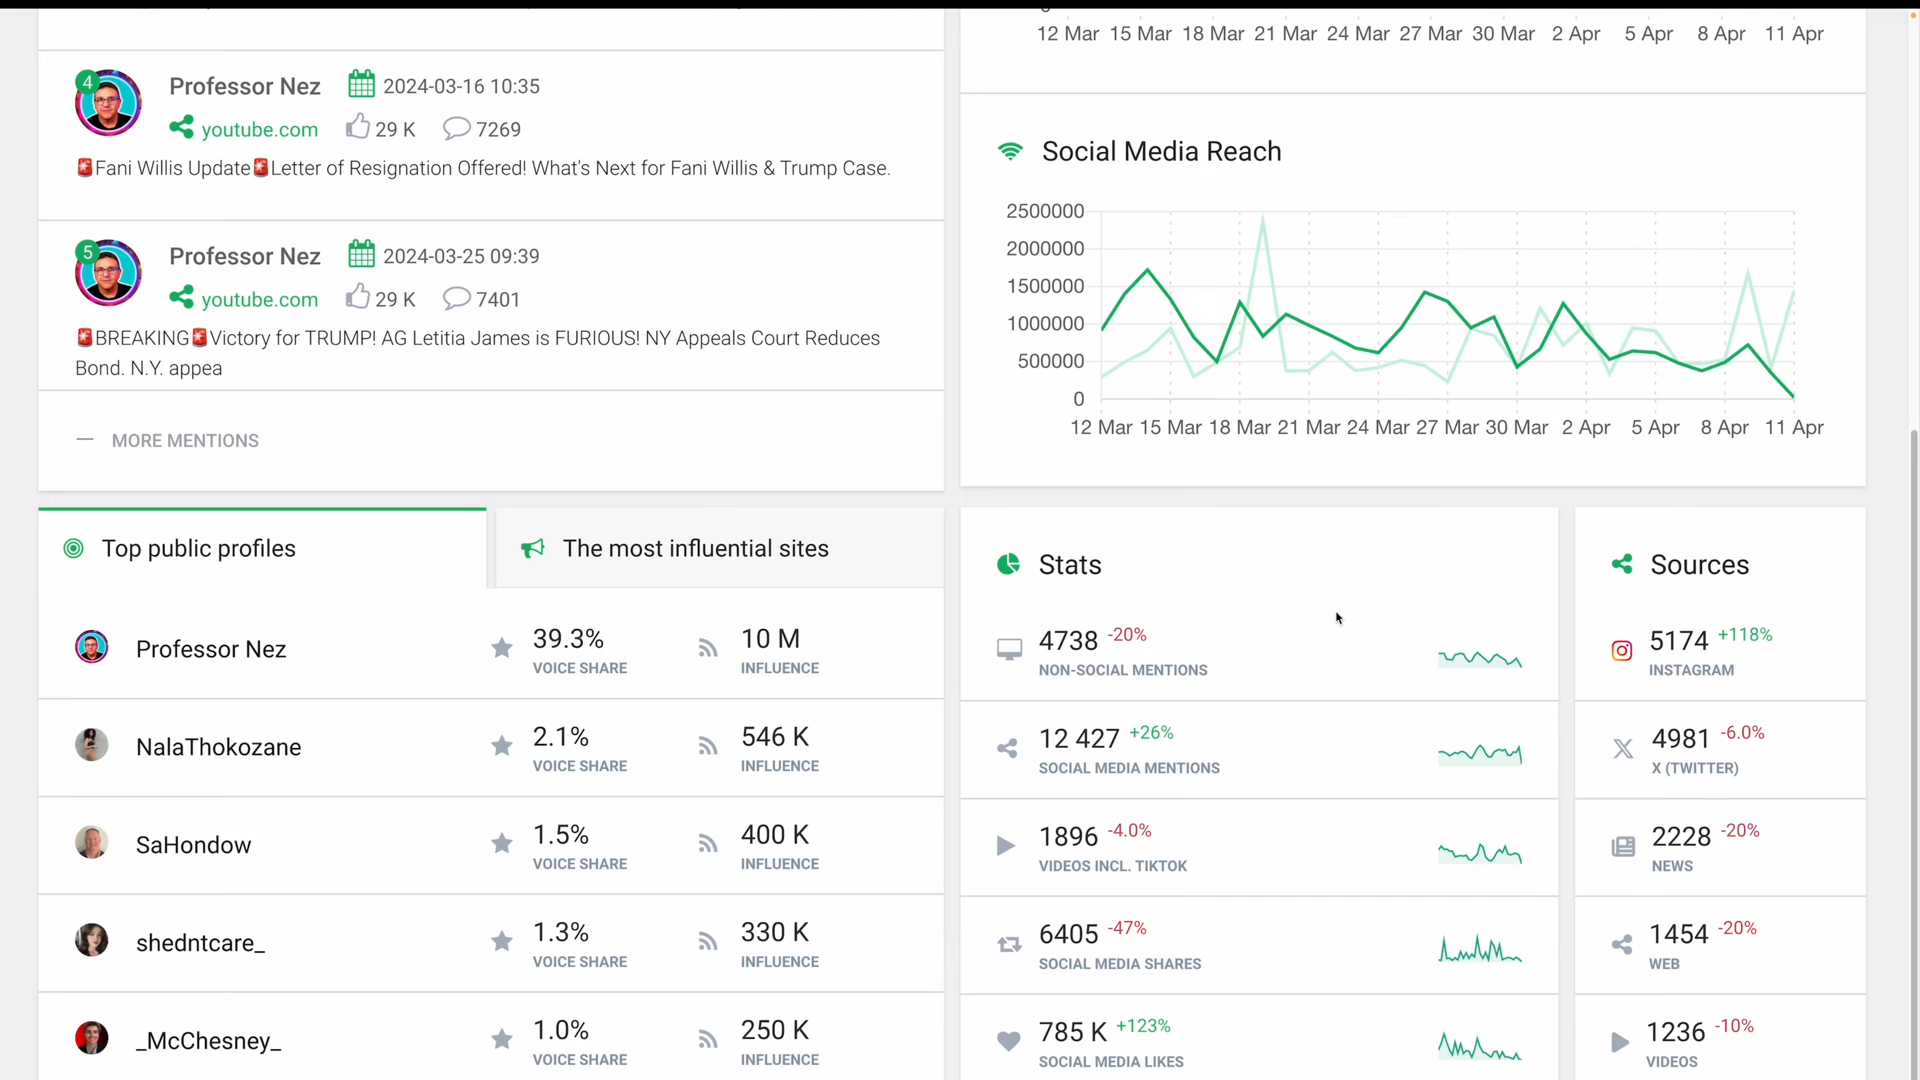 4
Professor Nez 2024-03-16 10:35
youtube.com 29 K 7269
🚨Fani Willis Update🚨Letter of Resignation Offered! What's Next for Fani Willis & Trump Case.
5
Professor Nez 2024-03-25 09:39
youtube.com 29 K 7401
🚨BREAKING🚨Victory for TRUMP! AG Letitia James is FURIOUS! NY Appeals Court Reduces
Bond. N.Y. appea
MORE MENTIONS
12 Mar 15 Mar 18 Mar 21 Mar 24 Mar 27 Mar 30 Mar 2 Apr 5 Apr 8 Apr 11 Apr
Social Media Reach
2500000
2000000
1500000
1000000
500000
0
12 Mar 15 Mar 18 Mar 21 Mar 24 Mar 27 Mar 30 Mar 2 Apr 5 Apr 8 Apr 11 Apr
Top public profiles
The most influential sites
Professor Nez 39.3% 10 M
VOICE SHARE INFLUENCE
NalaThokozane 2.1% 546 K
VOICE SHARE INFLUENCE
SaHondow 1.5% 400 K
VOICE SHARE INFLUENCE
shedntcare_ 1.3% 330 K
VOICE SHARE INFLUENCE
_McChesney_ 1.0% 250 K
VOICE SHARE INFLUENCE
Stats
4738 -20%
NON-SOCIAL MENTIONS
12 427 +26%
SOCIAL MEDIA MENTIONS
1896 -4.0%
VIDEOS INCL. TIKTOK
6405 -47%
SOCIAL MEDIA SHARES
785 K +123%
SOCIAL MEDIA LIKES
Sources
5174 +118%
INSTAGRAM
4981 -6.0%
X (TWITTER)
2228 -20%
NEWS
1454 -20%
WEB
1236 -10%
VIDEOS